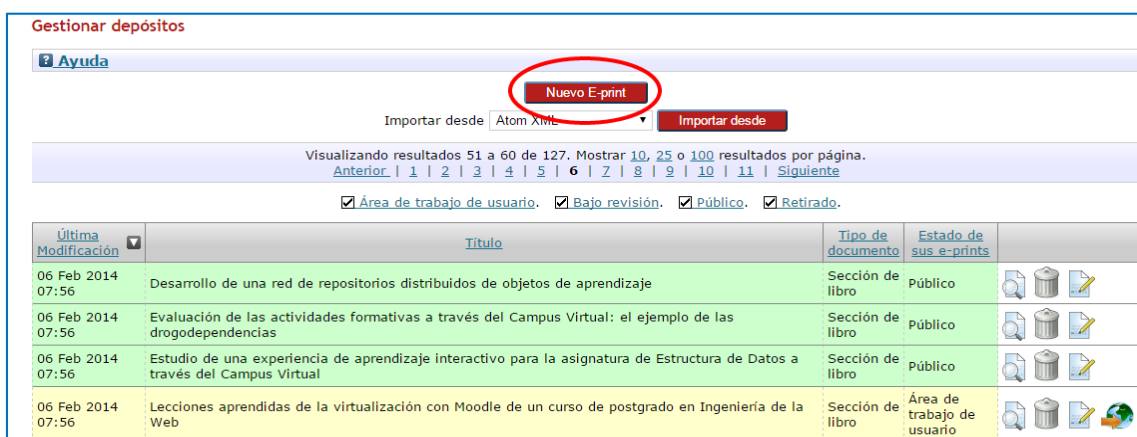 Gestionar depósitos
? Ayuda
Nuevo E-print
Importar desde Atom XML Importar desde
Visualizando resultados 51 a 60 de 127. Mostrar 10, 25 o 100 resultados por página.
Anterior | 1 | 2 | 3 | 4 | 5 | 6 | 7 | 8 | 9 | 10 | 11 | Siguiente
Área de trabajo de usuario. Bajo revisión. Público. Retirado.
Última
Modificación
Título
Tipo de
documento
Estado de
sus e-prints
06 Feb 2014
07:56
Desarrollo de una red de repositorios distribuidos de objetos de aprendizaje
Sección de
libro
Público
06 Feb 2014
07:56
Evaluación de las actividades formativas a través del Campus Virtual: el ejemplo de las
drogodependencias
Sección de
libro
Público
06 Feb 2014
07:56
Estudio de una experiencia de aprendizaje interactivo para la asignatura de Estructura de Datos a
través del Campus Virtual
Sección de
libro
Público
06 Feb 2014
07:56
Lecciones aprendidas de la virtualización con Moodle de un curso de postgrado en Ingeniería de la
Web
Sección de
libro
Área de
trabajo de
usuario